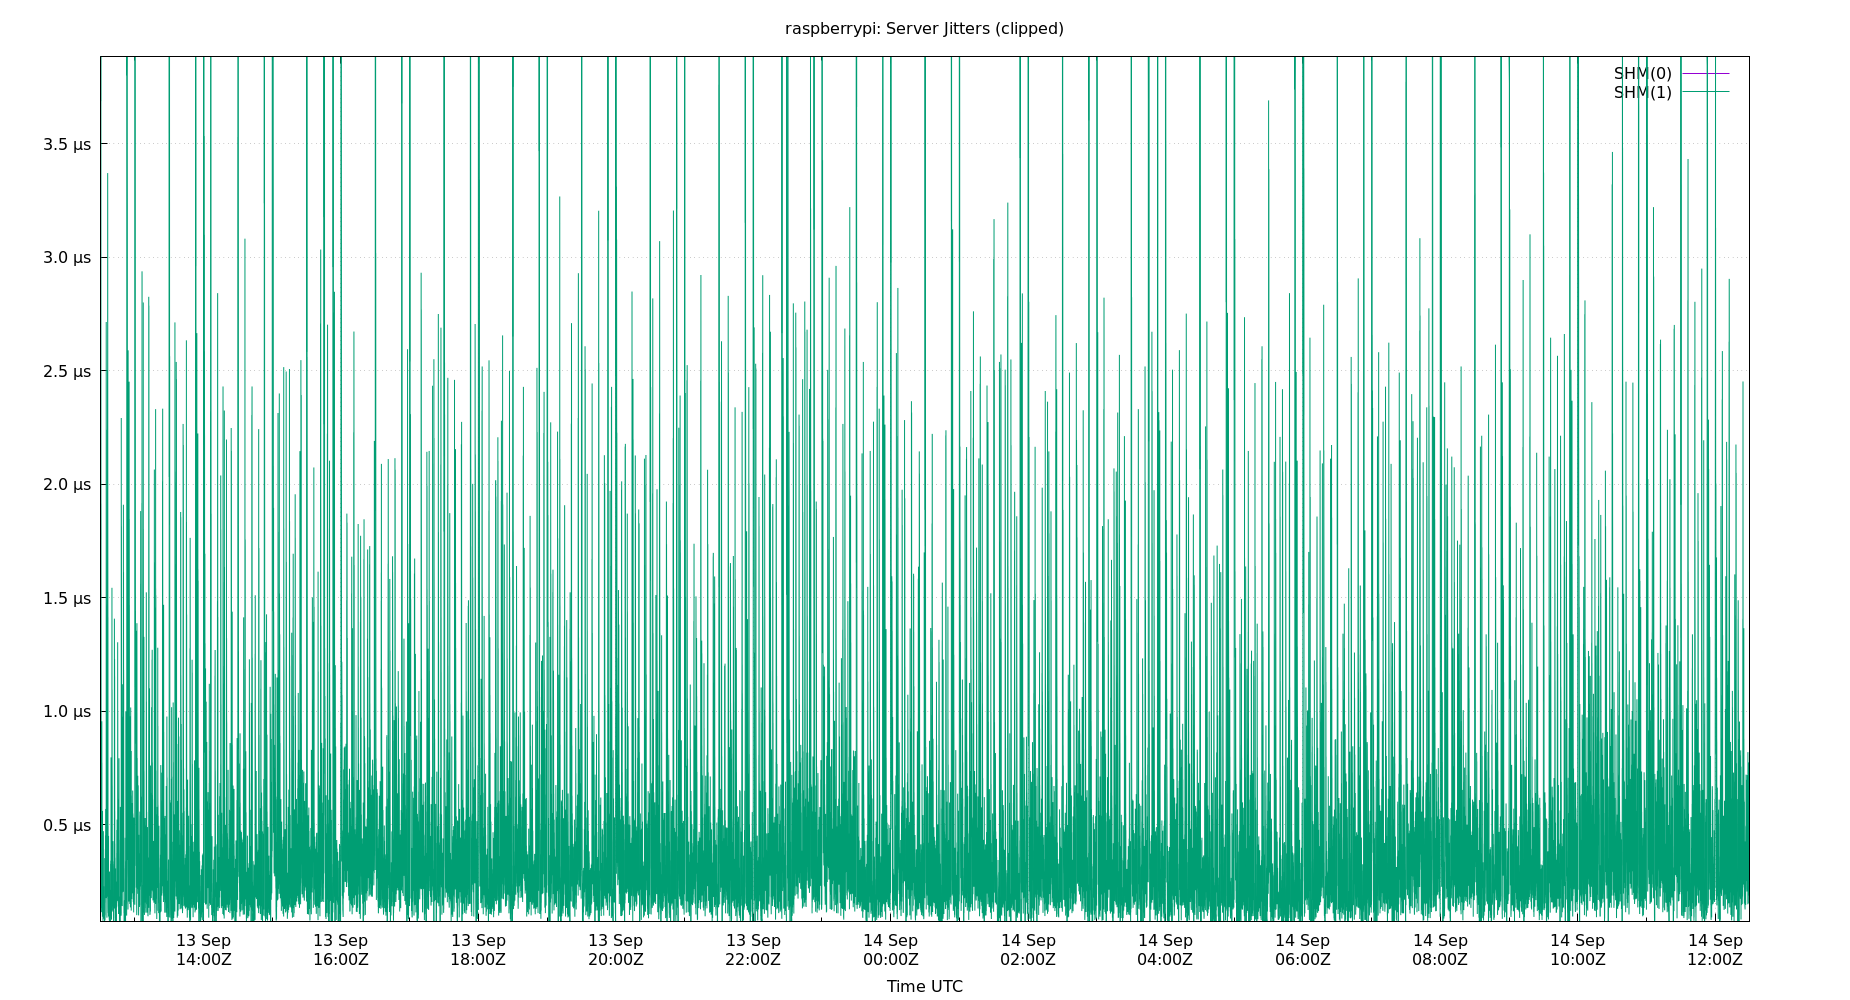 raspberrypi: Server Jitters (clipped)
SHM(0)
SHM(1)
3.5 µs
3.0 µs
2.5 µs
2.0 µs
1.5 µs
1.0 µs
0.5 µs
13 Sep 13 Sep 13 Sep 13 Sep 13 Sep 14 Sep 14 Sep 14 Sep 14 Sep 14 Sep 14 Sep 14 Sep
14:00Z 16:00Z 18:00Z 20:00Z 22:00Z 00:00Z 02:00Z 04:00Z 06:00Z 08:00Z 10:00Z 12:00Z
Time UTC